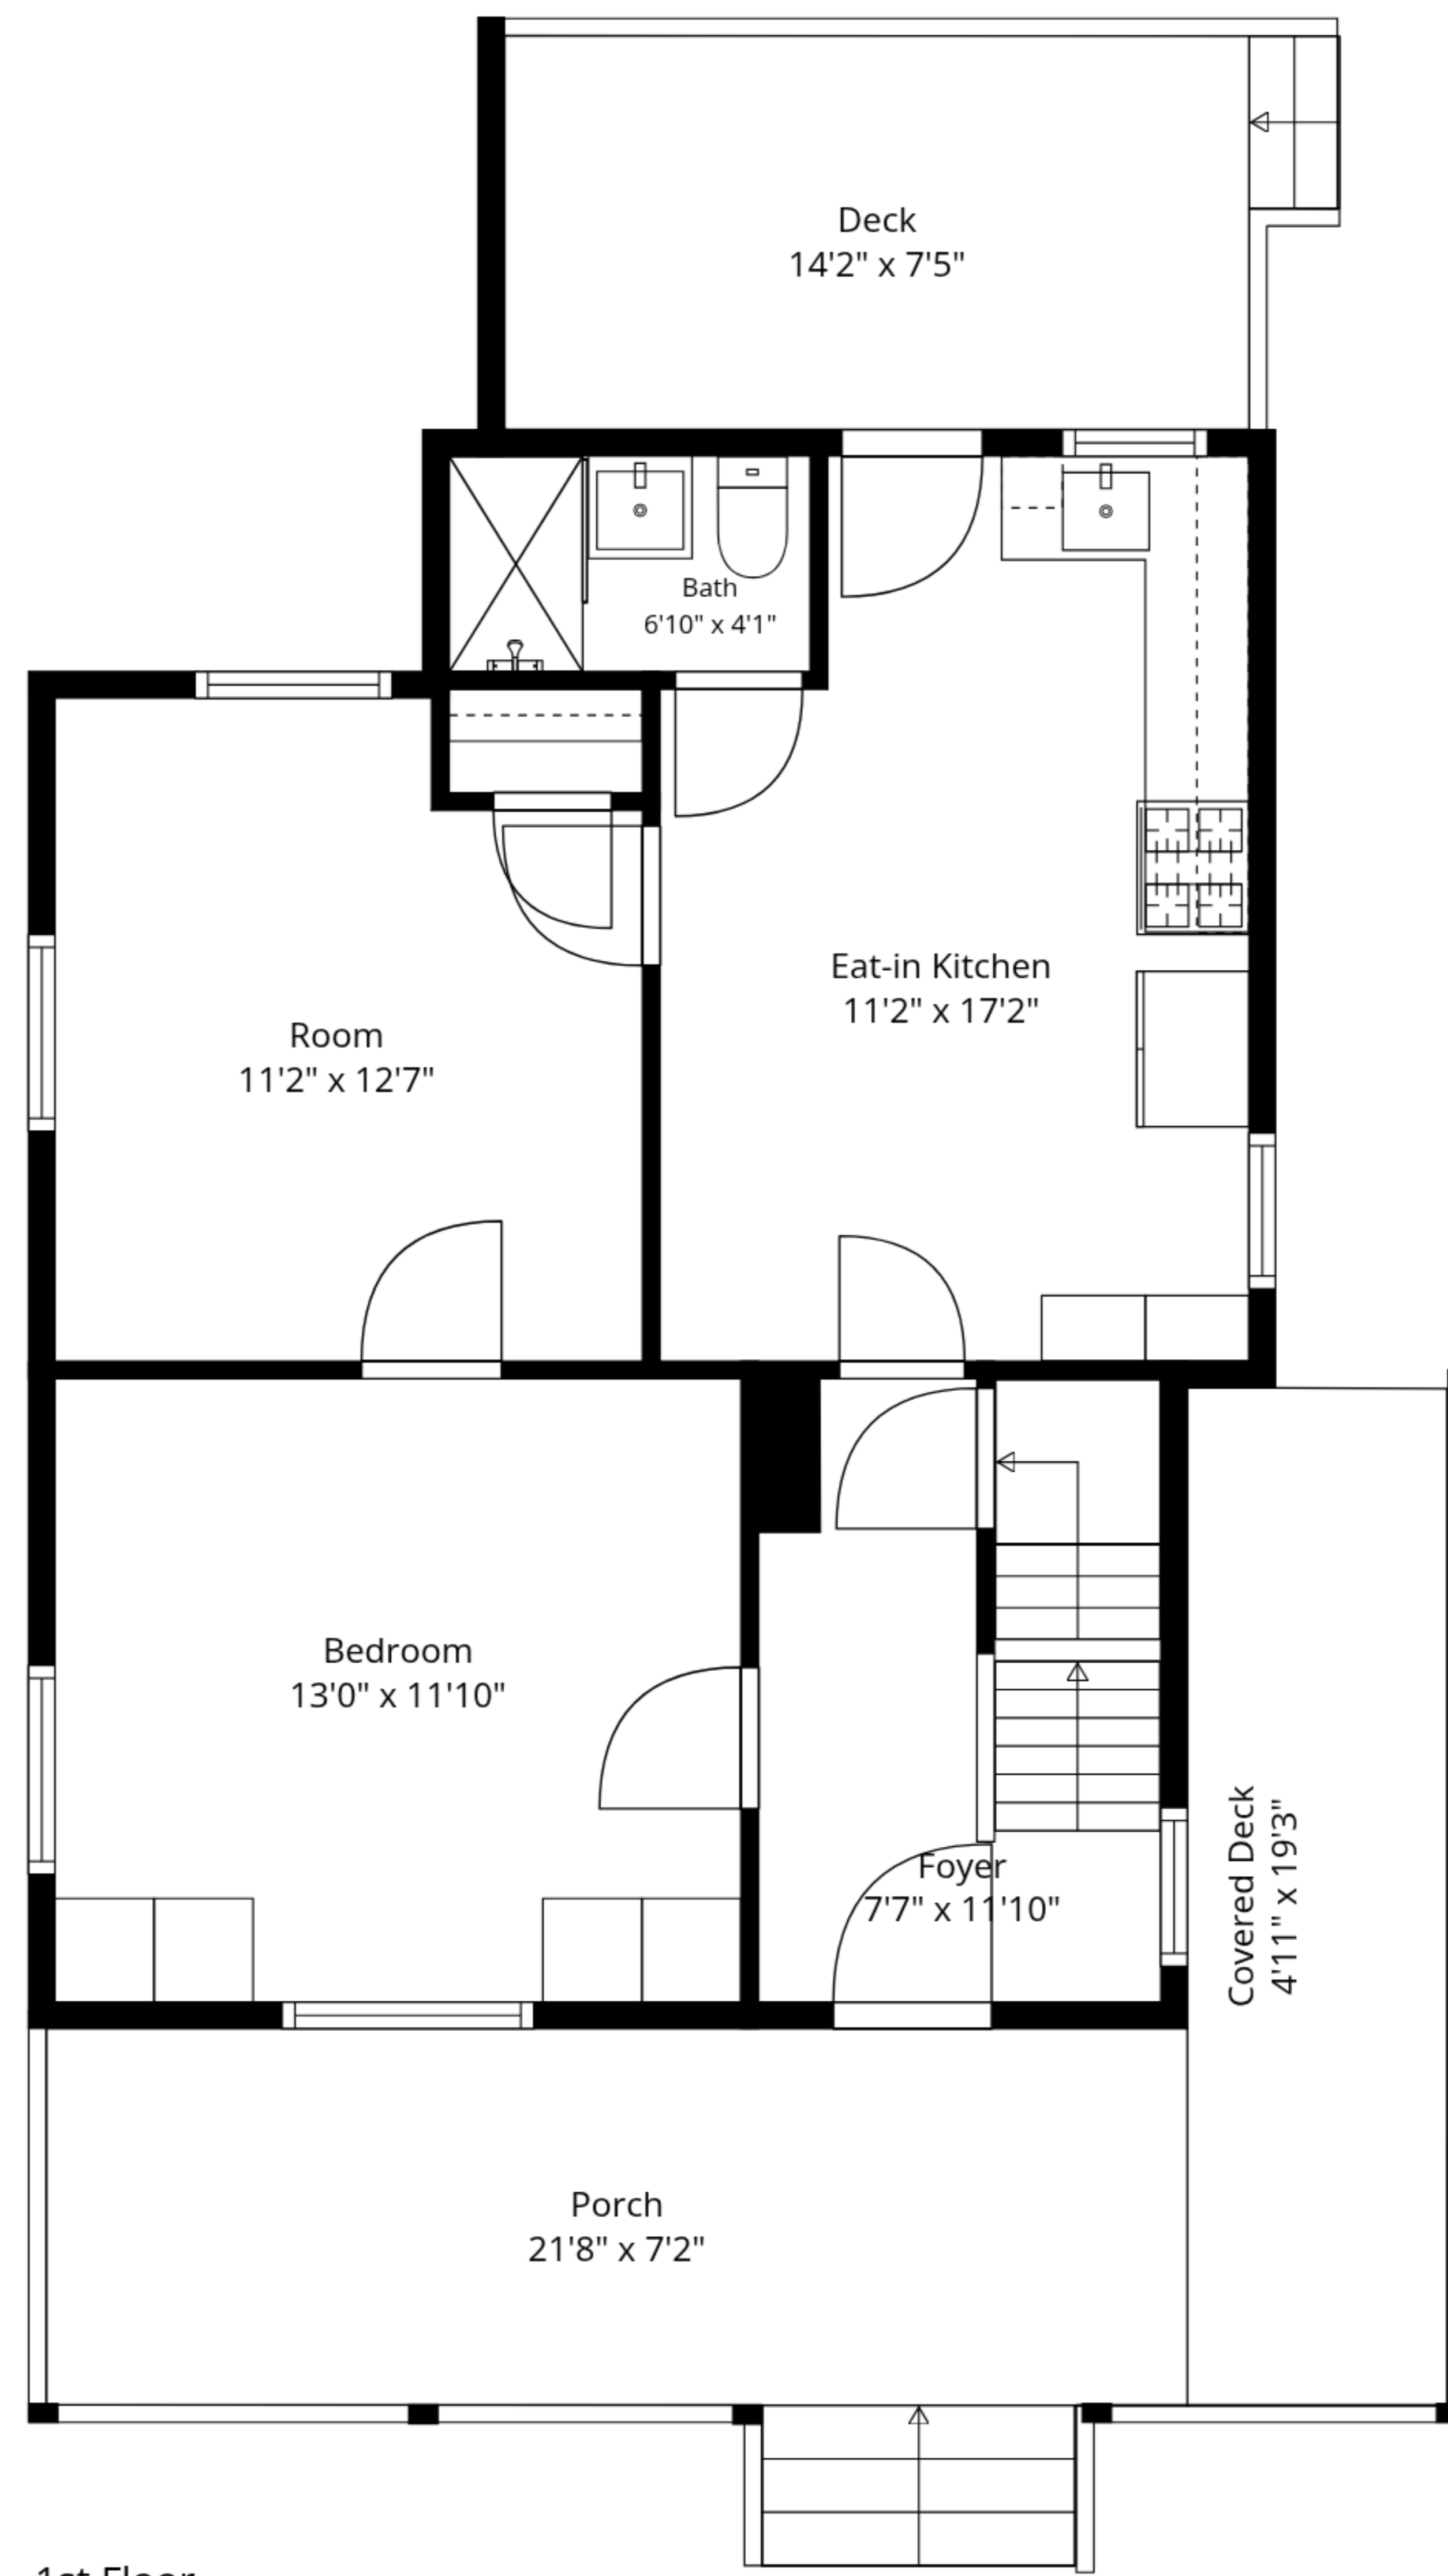 Deck
14'2" x 7'5"
Bath
6'10" x 4'1"
Eat-in Kitchen
11'2" x 17'2"
Room
11'2" x 12'7"
Bedroom
13'0" x 11'10"
Foyer
7'7" x 11'10"
Covered Deck
4'11" x 19'3"
Porch
21'8" x 7'2"
1st Floor